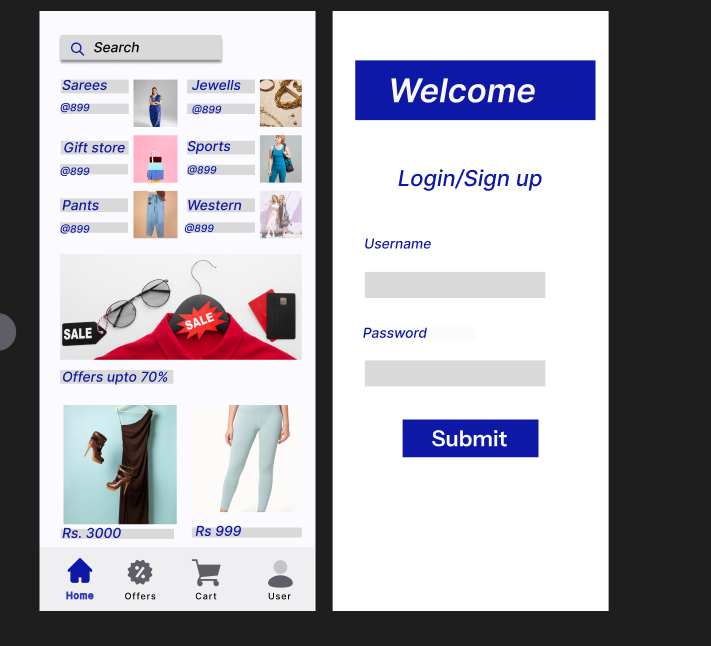 Search
Sarees
@899
Jewells
@899
Gift store
@899
Sports
@899
Pants
@899
Western
@899
SALE
SALE
Offers upto 70%
Rs. 3000
Rs 999
Home
Offers
Cart
User
Welcome
Login/Sign up
Username
Password
Submit